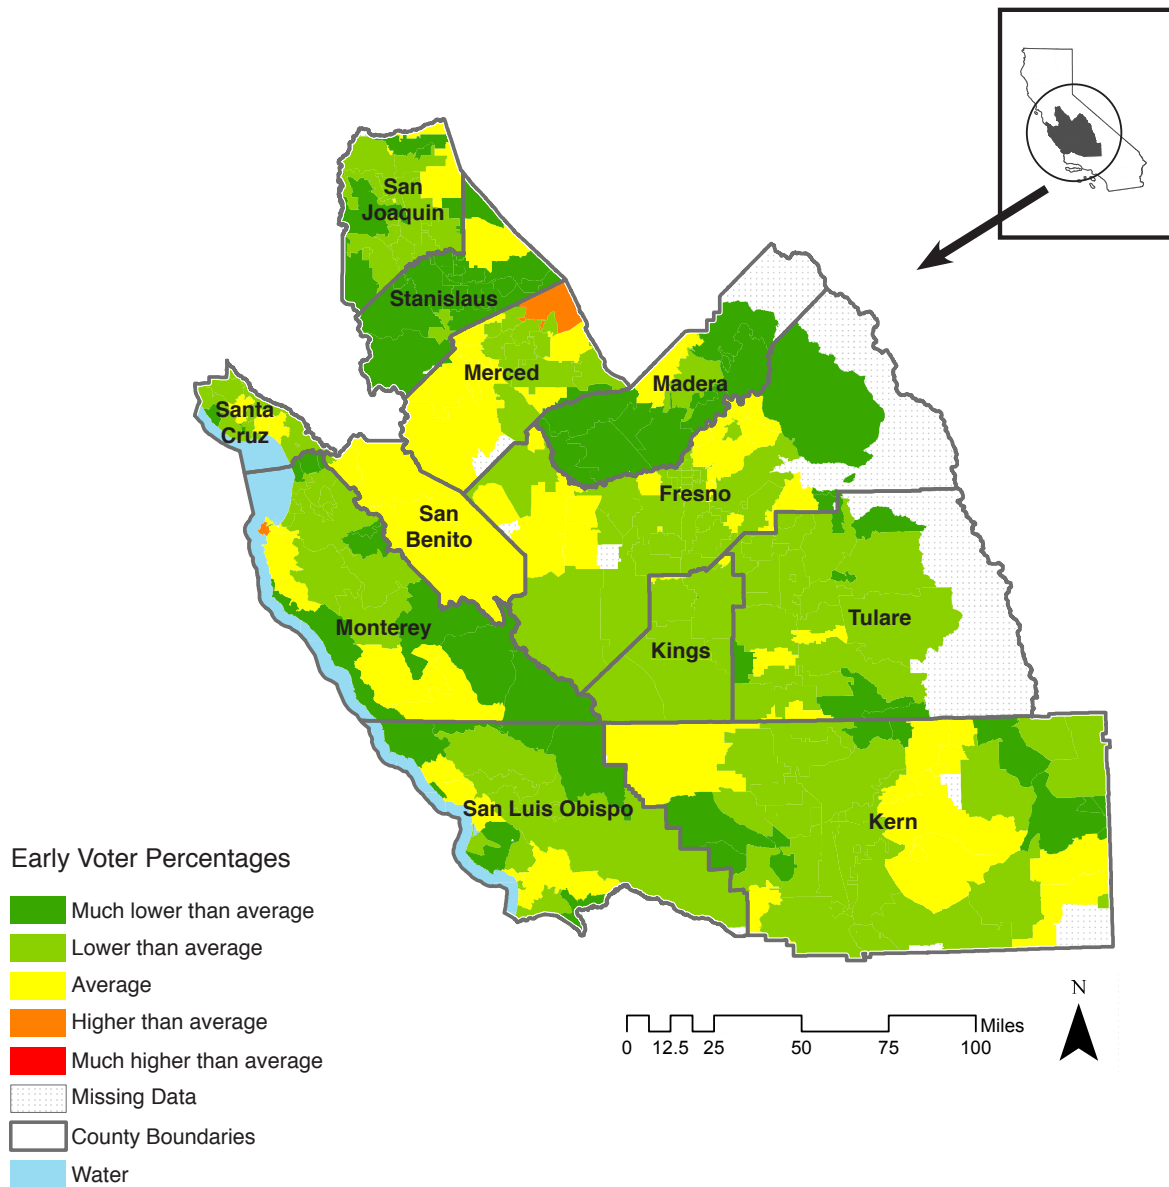 San
Joaquin
Stanislaus
Merced
Madera
Santa
Cruz
Fresno
San
Benito
Monterey
Kings
Tulare
San Luis Obispo
Kern
Early Voter Percentages
Much lower than average
Lower than average
Average
Higher than average
Much higher than average
Missing Data
County Boundaries
Water
N
Miles
0 12.5 25 50 75 100